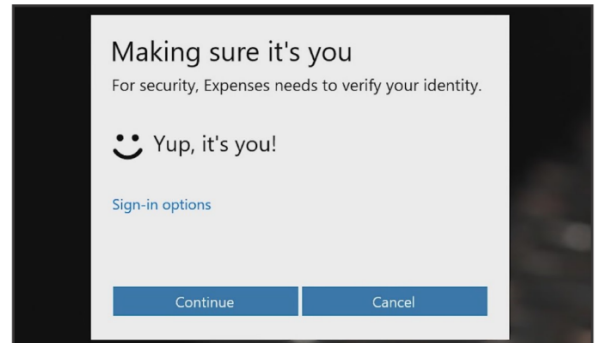 Making sure it's you
For security, Expenses needs to verify your identity.
Yup, it's you!
Sign-in options
Continue
Cancel